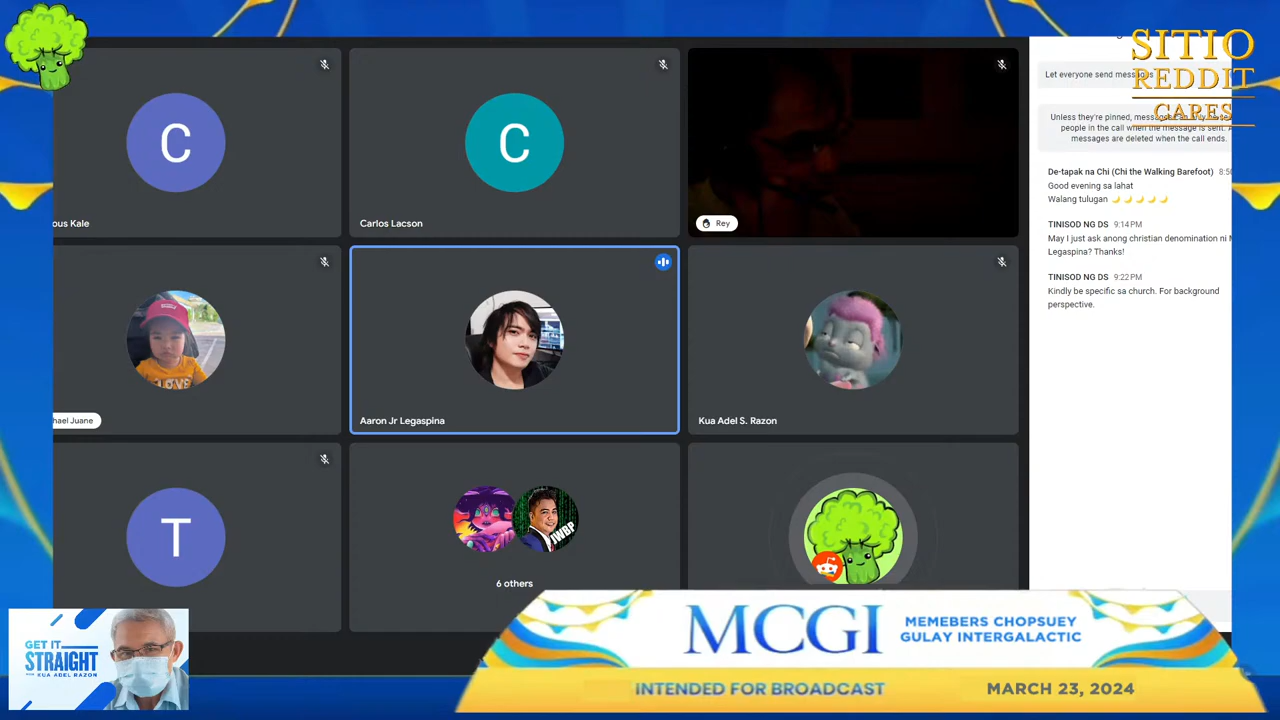 SITIO
REDDIT
CARES
Let everyone send messages
Unless they're pinned, messages
people in the call when the message is sent.
messages are deleted when the call ends.
C
ous Kale
C
Carlos Lacson
Rey
De-tapak na Chi (Chi the Walking Barefoot) 8:50
Good evening sa lahat
Walang tulugan 🌙🌙🌙🌙🌙
TINISOD NG DS 9:14 PM
May I just ask anong christian denomination ni
Legaspina? Thanks!
TINISOD NG DS 9:22 PM
Kindly be specific sa church. For background
perspective.
LOVE
hael Juane
Aaron Jr Legaspina
Kua Adel S. Razon
T
IWBP
6 others
GET IT
STRAIGHT
WITH KUA ADEL RAZON
MCGI
MEMEBERS CHOPSUEY
GULAY INTERGALACTIC
INTENDED FOR BROADCAST
MARCH 23, 2024